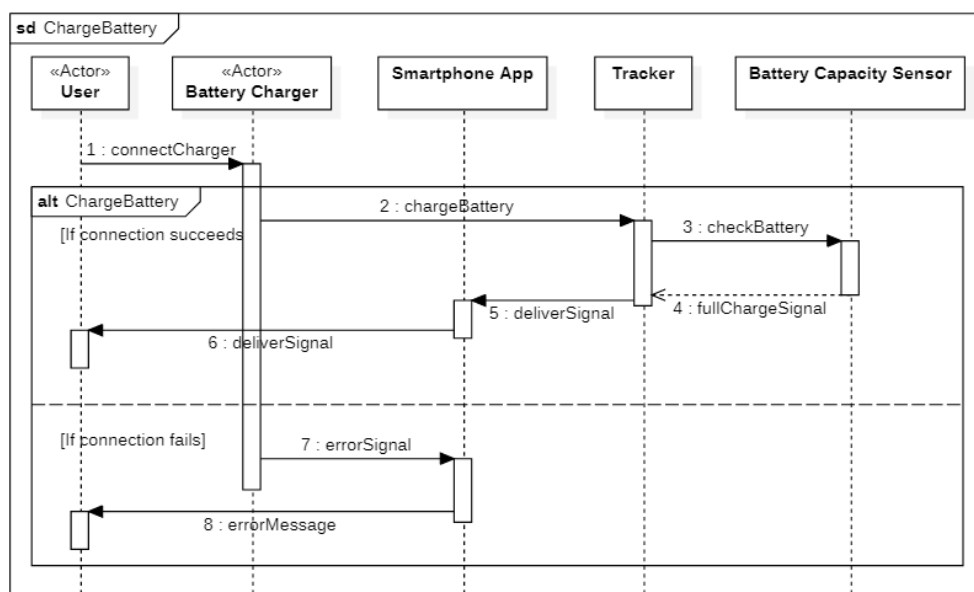 sd ChargeBattery
«Actor»
User
«Actor»
Battery Charger
Smartphone App
Tracker
Battery Capacity Sensor
1 : connectCharger
alt ChargeBattery
2 : chargeBattery
[If connection succeeds
3 : checkBattery
4 : fullChargeSignal
5 : deliverSignal
6 : deliverSignal
[If connection fails]
7 : errorSignal
8 : errorMessage